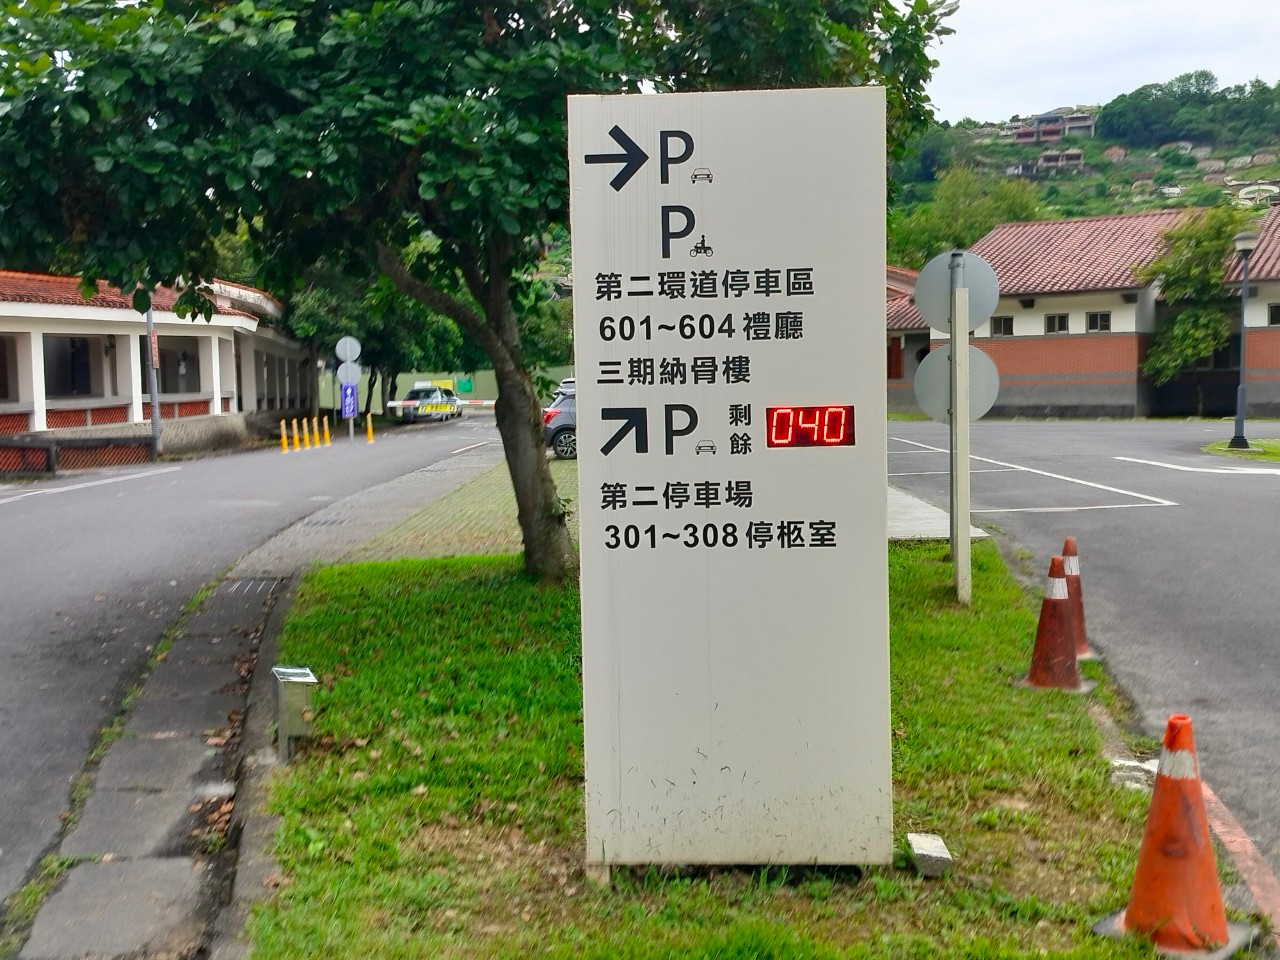 →P
P
第二環道停車區
601~604禮廳
三期納骨樓
↗P 剩餘 040
第二停車場
301~308停柩室